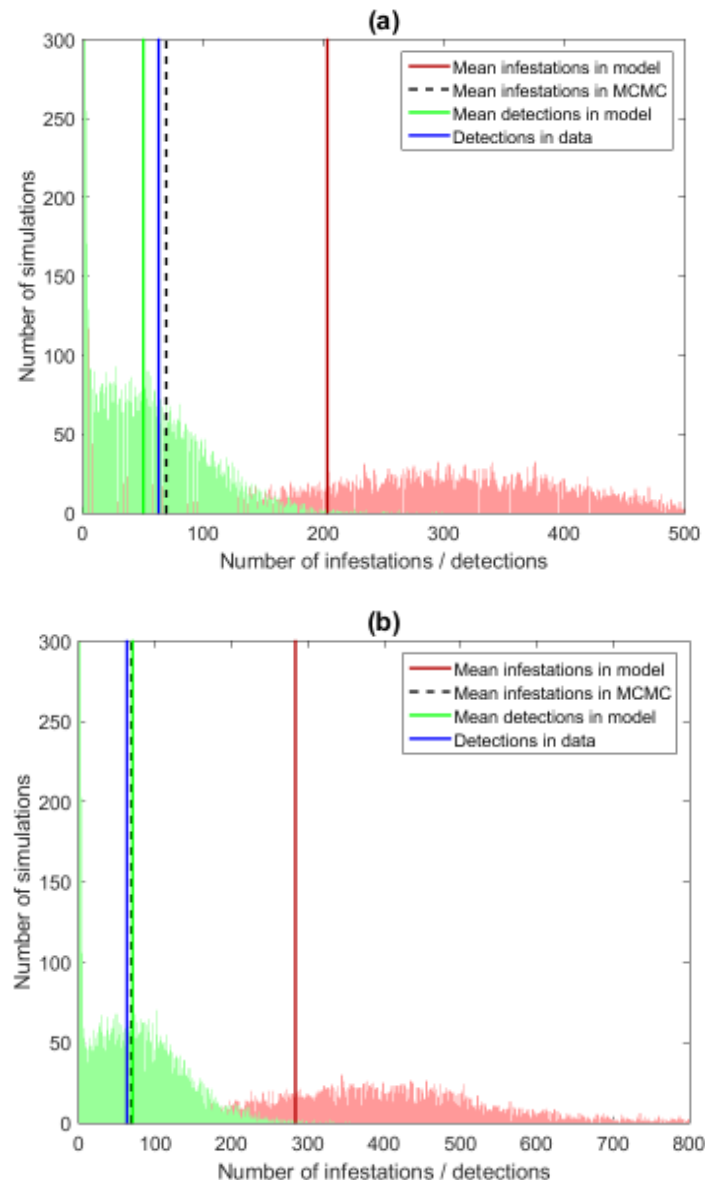 (a)
300
250
200
150
100
50
0
Number of simulations
Mean infestations in model
Mean infestations in MCMC
Mean detections in model
Detections in data
0 100 200 300 400 500
Number of infestations / detections
(b)
300
250
200
150
100
50
0
Number of simulations
Mean infestations in model
Mean infestations in MCMC
Mean detections in model
Detections in data
0 100 200 300 400 500 600 700 800
Number of infestations / detections